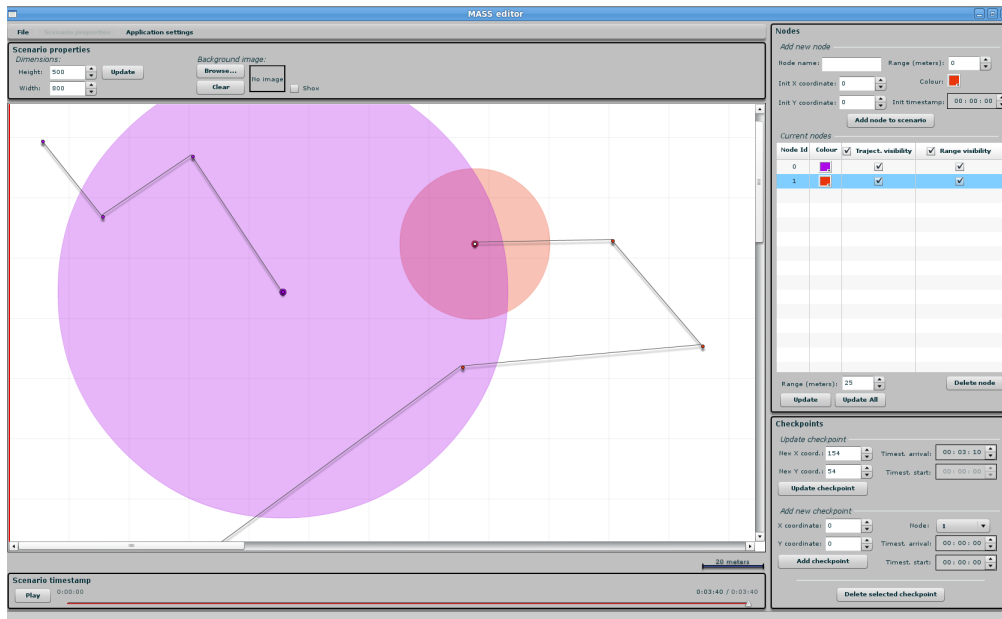 MASS editor
File Scenario properties Application settings
Scenario properties
Dimensions:
Height: 500
Update
Width: 800
Background image:
Browse...
Clear
No image
Show
20 meters
Scenario timestamp
Play
0:00:00
0:03:40 / 0:03:40
Nodes
Add new node
Node name: Range (meters): 0
Init X coordinate: 0 Colour:
Init Y coordinate: 0 Init timestamp: 00 : 00 : 00
Add node to scenario
Current nodes
Node Id Colour Traject. visibility Range visibility
0
1
Range (meters): 25
Delete node
Update Update All
Checkpoints
Update checkpoint
New X coord.: 154 Timest. arrival: 00 : 03 : 10
New Y coord.: 54 Timest. start: 00 : 00 : 00
Update checkpoint
Add new checkpoint
X coordinate: 0 Node: 1
Y coordinate: 0 Timest. arrival: 00 : 00 : 00
Add checkpoint Timest. start: 00 : 00 : 00
Delete selected checkpoint